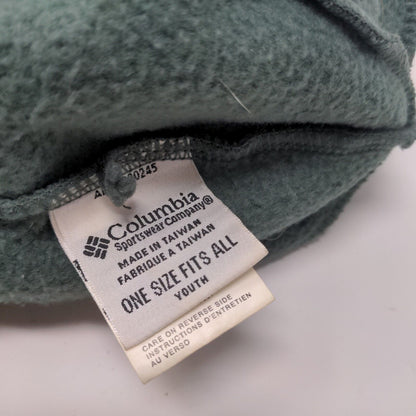 Columbia
Sportswear Company®
MADE IN TAIWAN
FABRIQUE A TAIWAN
ONE SIZE FITS ALL
YOUTH
CARE ON REVERSE SIDE
INSTRUCTIONS D'ENTRETIEN
AU VERSO